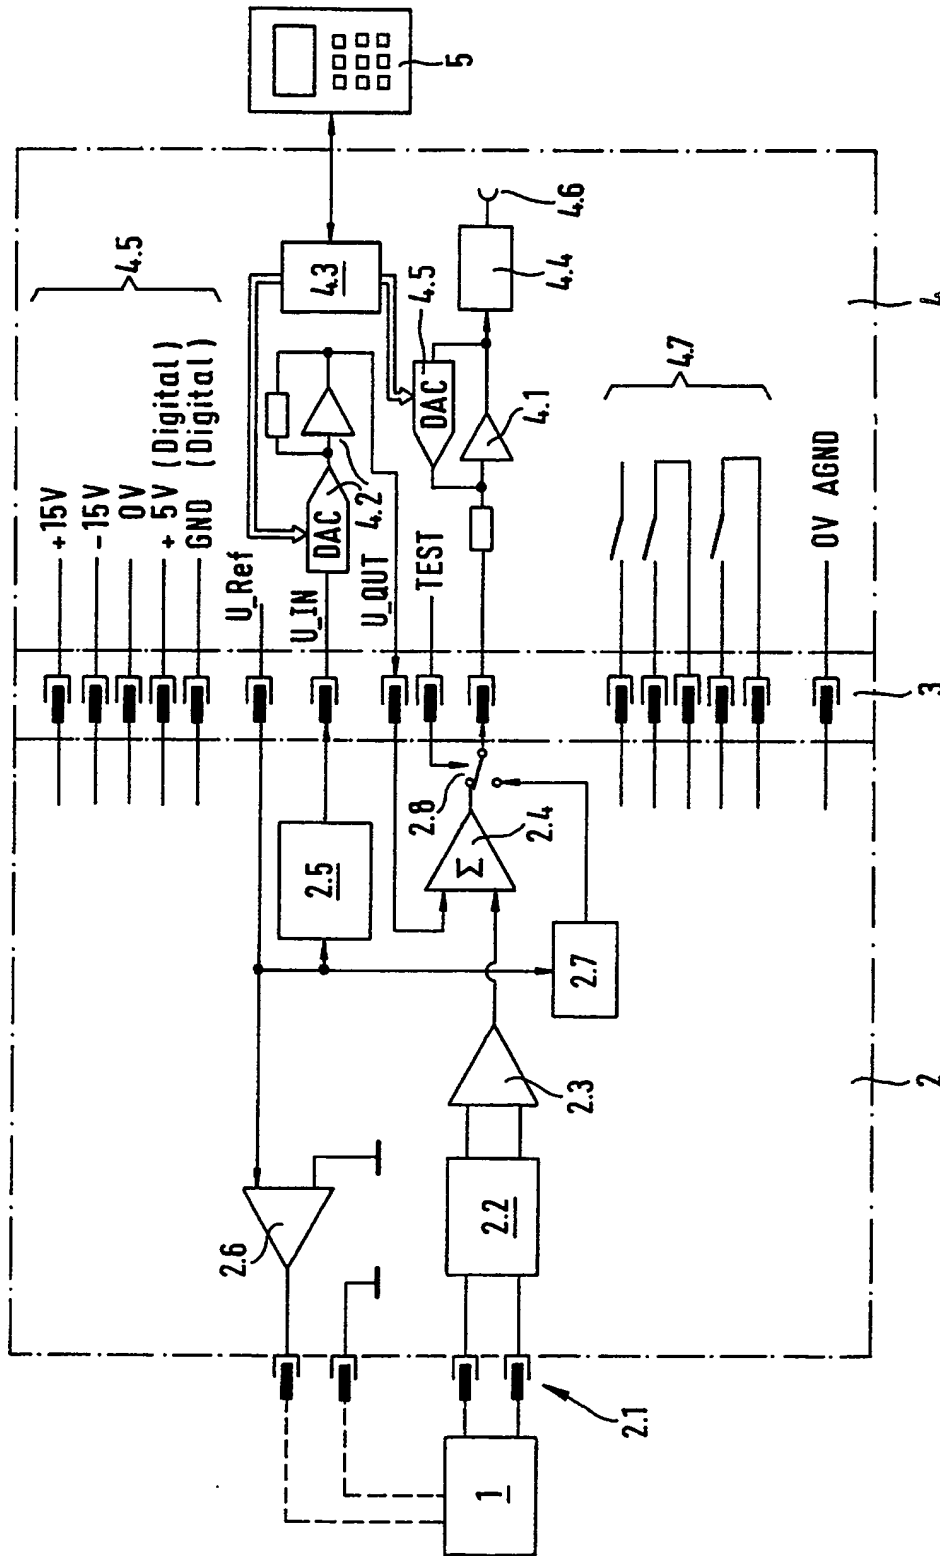 +15V
-15V
0V
+5V (Digital)
GND (Digital)
4.5
U_Ref
U_IN
U_OUT
TEST
DAC
4.2
4.3
DAC
4.5
4.1
4.4
4.6
5
4.7
0V AGND
4
3
2.5
2.8
Σ
2.4
2.7
2.6
2.3
2.2
2
2.1
1